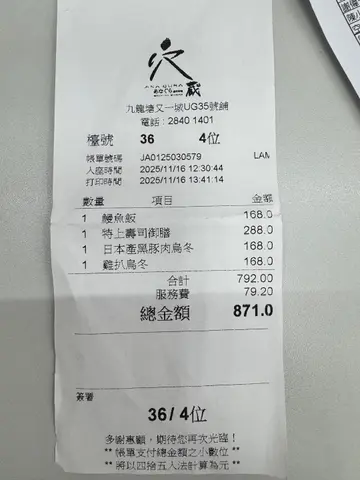 穴蔵
ANA GURA
九龍塘又一城UG35號舖
電話：2840 1401
檯號 36 4位
帳單號碼 JA0125030579 LAM
入座時間 2025/11/16 12:30:44
打印時間 2025/11/16 13:41:14
數量 項目 金額
1 鰻魚飯 168.0
1 特上壽司御膳 288.0
1 日本產黑豚肉烏冬 168.0
1 雞扒烏冬 168.0
合計 792.00
服務費 79.20
總金額 871.0
簽署
36 / 4位
多謝惠顧，期待您再次光臨！
** 帳單支付總金額之小數位 **
** 將以四捨五入法計算為元 **